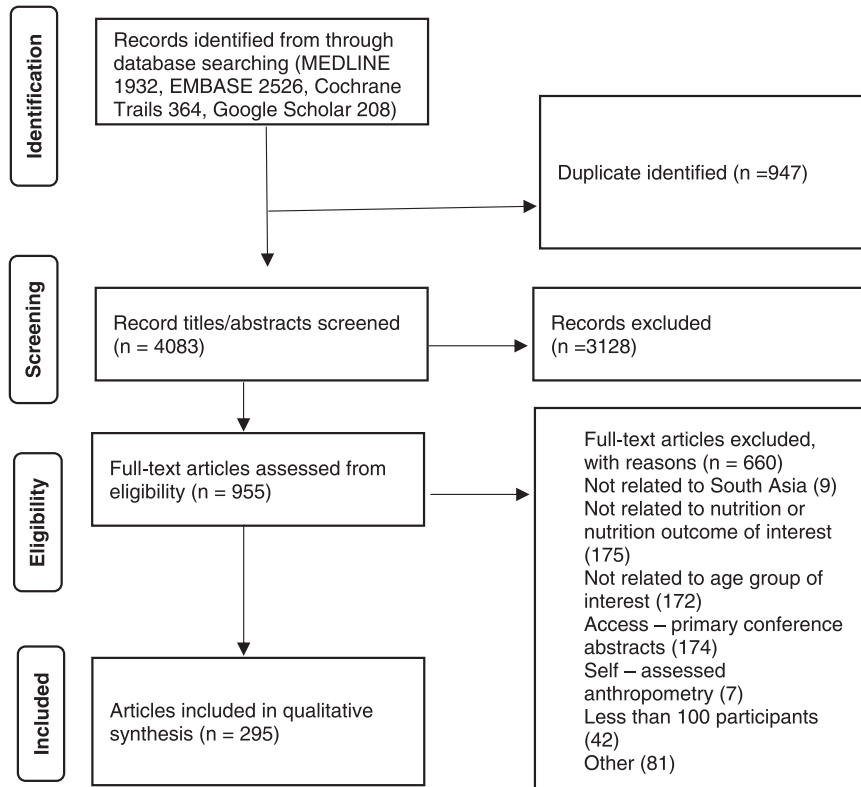 Identification
Records identified from through
database searching (MEDLINE
1932, EMBASE 2526, Cochrane
Trails 364, Google Scholar 208)
Duplicate identified (n =947)
Screening
Record titles/abstracts screened
(n = 4083)
Records excluded
(n =3128)
Eligibility
Full-text articles assessed from
eligibility (n = 955)
Full-text articles excluded,
with reasons (n = 660)
Not related to South Asia (9)
Not related to nutrition or
nutrition outcome of interest
(175)
Not related to age group of
interest (172)
Access – primary conference
abstracts (174)
Self – assessed
anthropometry (7)
Less than 100 participants
(42)
Other (81)
Included
Articles included in qualitative
synthesis (n = 295)